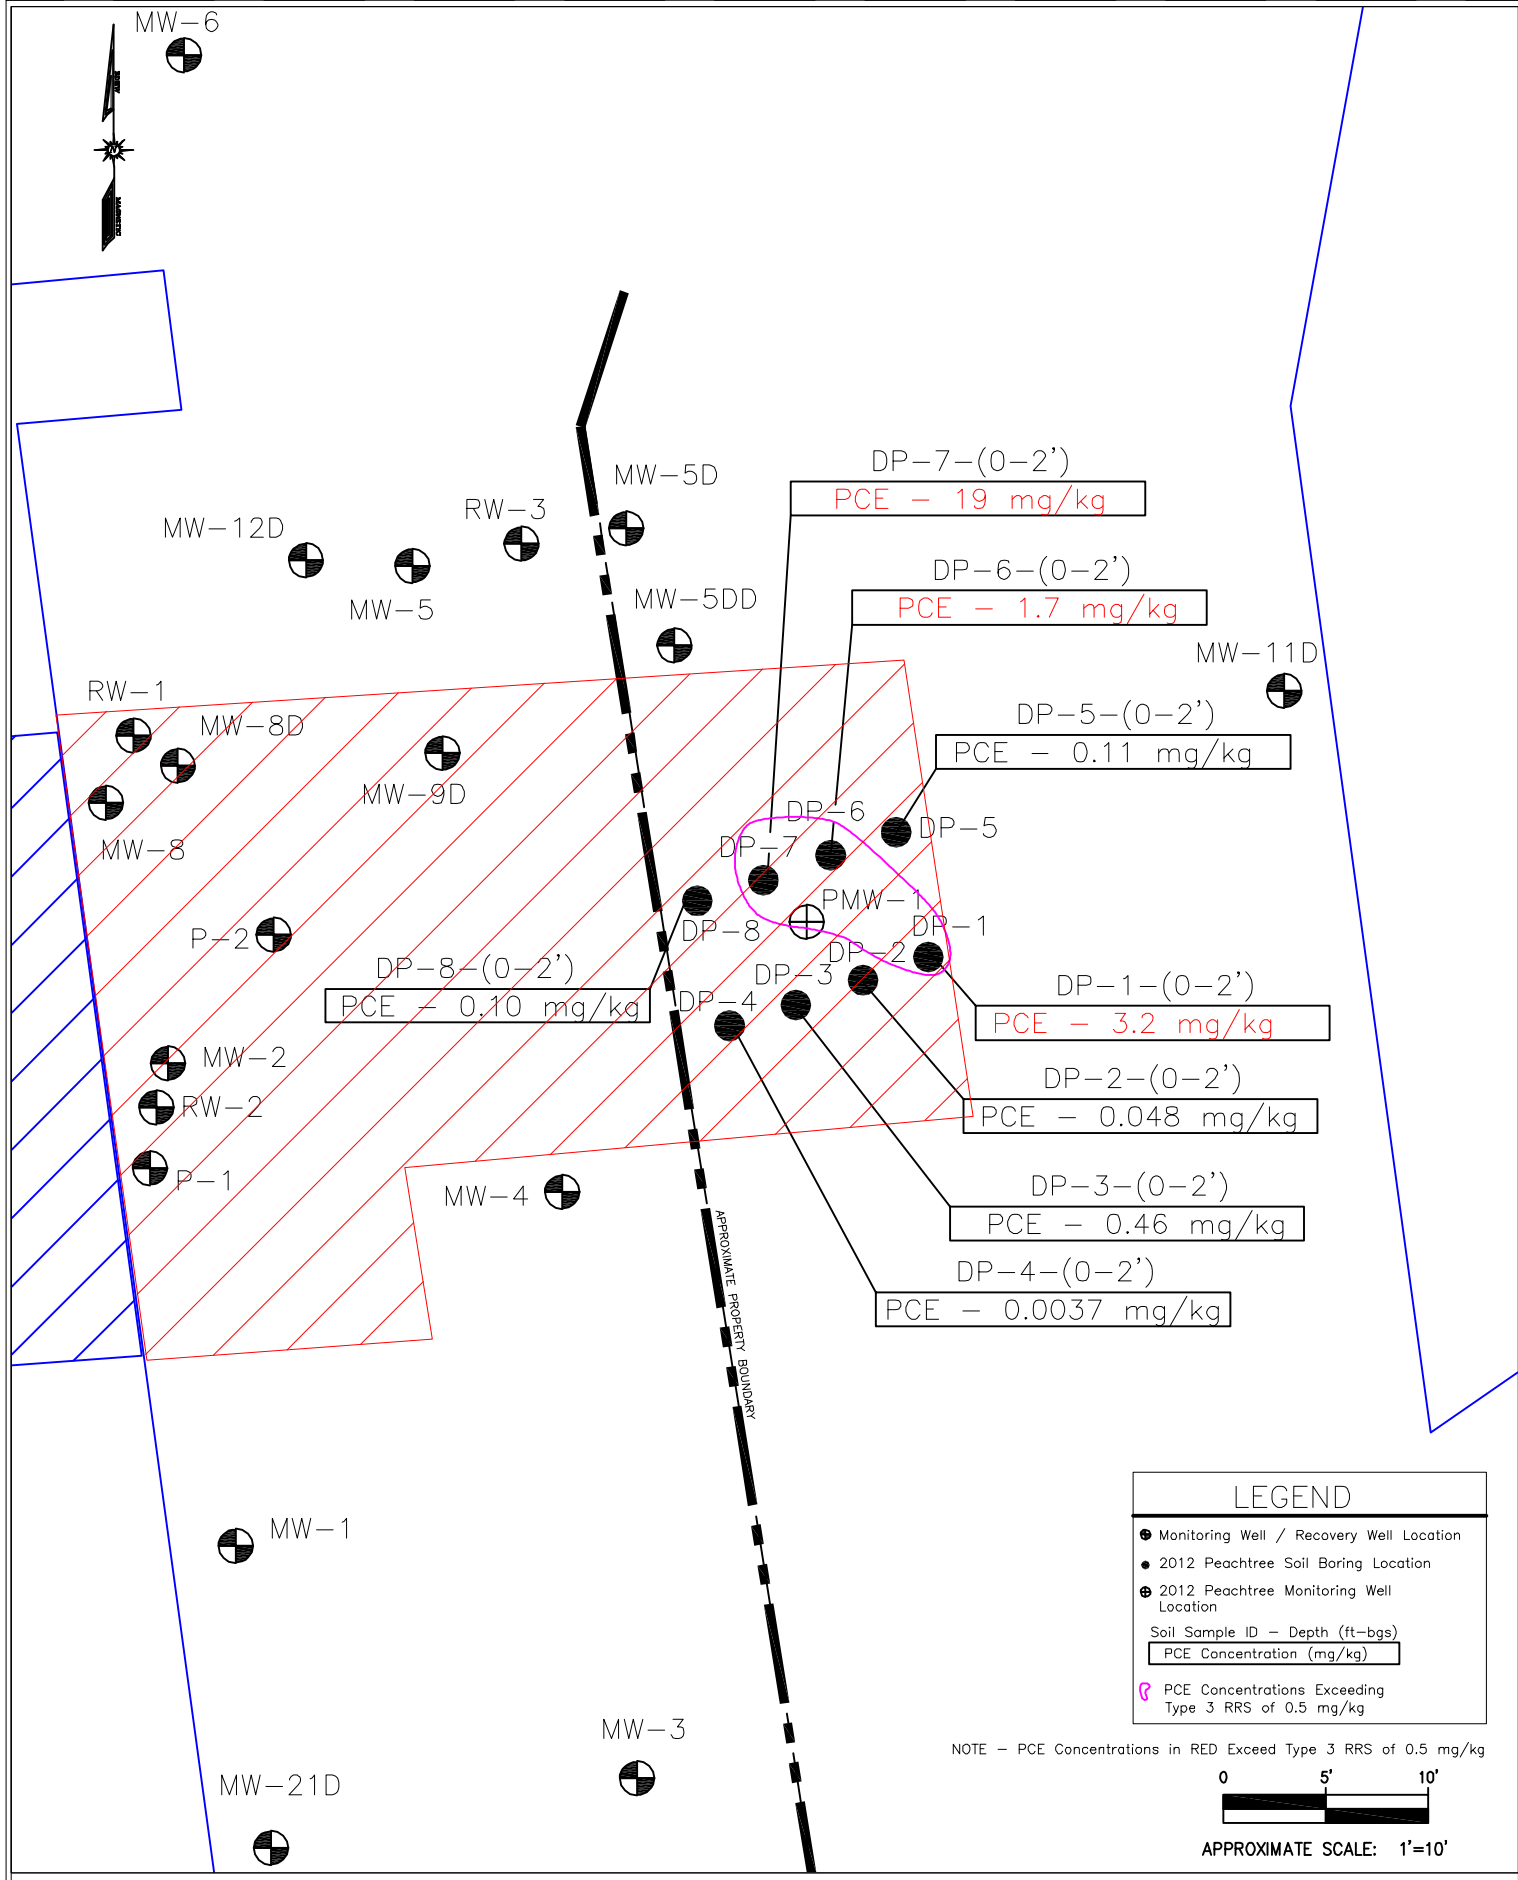 MW-6
MAGNETIC
DP-7-(0-2')
MW-5D
PCE - 19 mg/kg
RW-3
MW-12D
DP-6-(0-2')
MW-5
MW-5DD
PCE - 1.7 mg/kg
MW-11D
RW-1
MW-8D
DP-5-(0-2')
PCE - 0.11 mg/kg
MW-9D
DP-6
DP-5
MW-8
DP-7
PMW-1
DP-1
DP-8
P-2
DP-2
DP-8-(0-2')
DP-3
PCE - 0.10 mg/kg
DP-4
DP-1-(0-2')
PCE - 3.2 mg/kg
MW-2
DP-2-(0-2')
RW-2
PCE - 0.048 mg/kg
P-1
MW-4
DP-3-(0-2')
PCE - 0.46 mg/kg
APPROXIMATE PROPERTY BOUNDARY
DP-4-(0-2')
PCE - 0.0037 mg/kg
MW-1
LEGEND
Monitoring Well / Recovery Well Location
2012 Peachtree Soil Boring Location
2012 Peachtree Monitoring Well
Location
Soil Sample ID - Depth (ft-bgs)
PCE Concentration (mg/kg)
PCE Concentrations Exceeding
Type 3 RRS of 0.5 mg/kg
MW-3
NOTE - PCE Concentrations in RED Exceed Type 3 RRS of 0.5 mg/kg
MW-21D
0 5' 10'
APPROXIMATE SCALE: 1'=10'